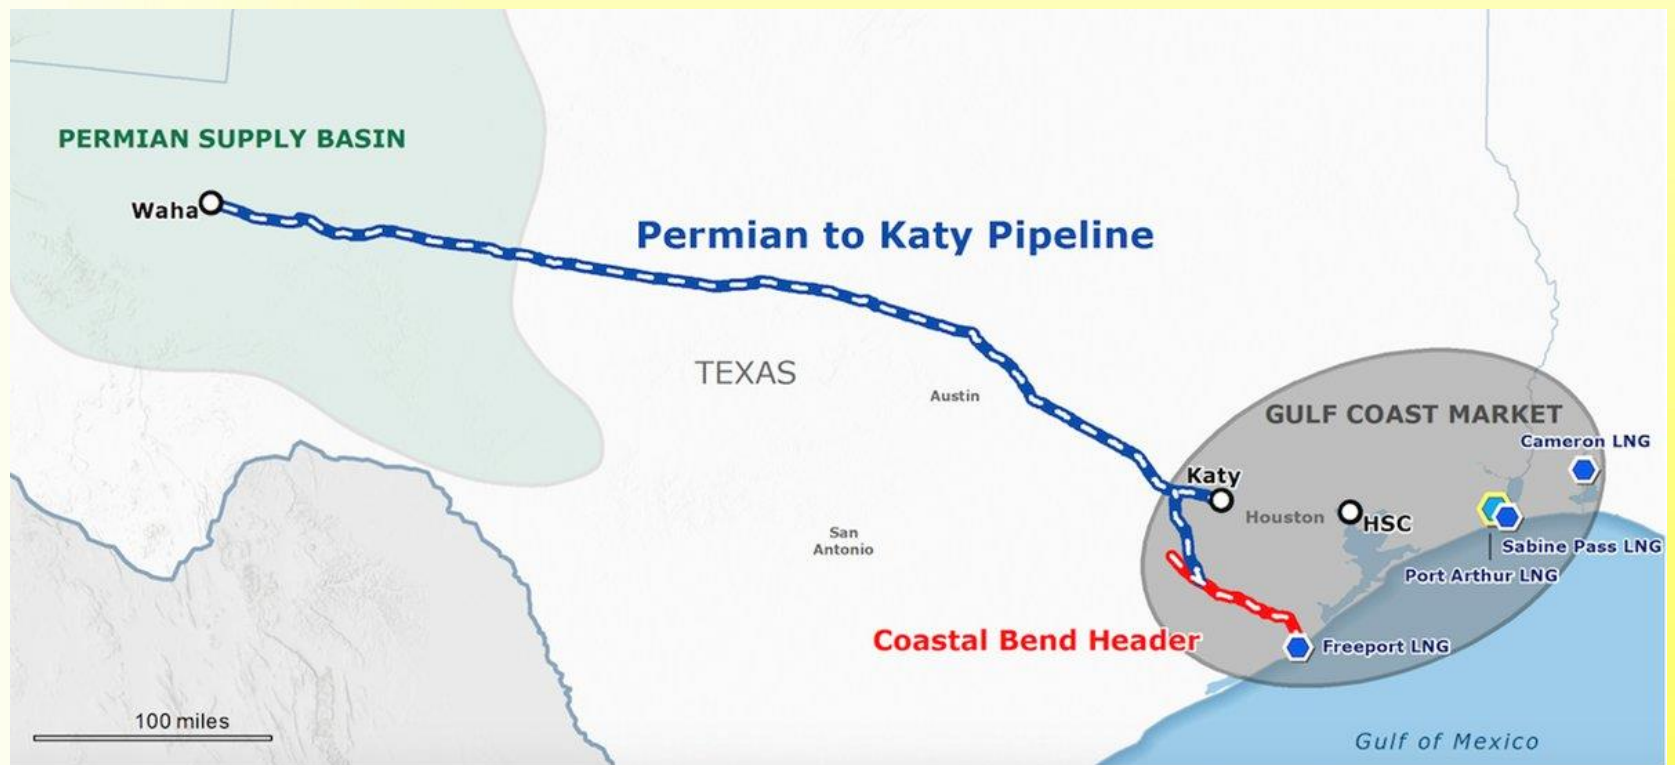 PERMIAN SUPPLY BASIN
Waha
Permian to Katy Pipeline
TEXAS
Austin
GULF COAST MARKET
Cameron LNG
Katy
Houston
HSC
San
Antonio
Sabine Pass LNG
Port Arthur LNG
Coastal Bend Header
Freeport LNG
100 miles
Gulf of Mexico